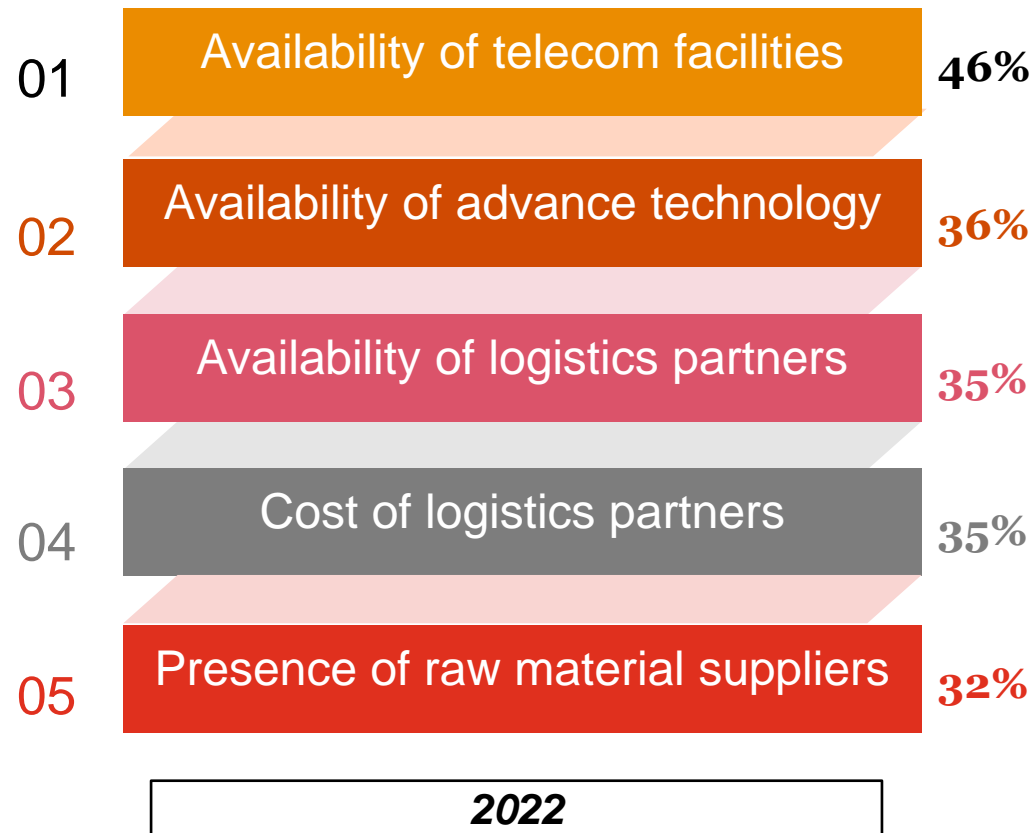 01 Availability of telecom facilities 46%
02 Availability of advance technology 36%
03 Availability of logistics partners 35%
04 Cost of logistics partners 35%
05 Presence of raw material suppliers 32%
2022